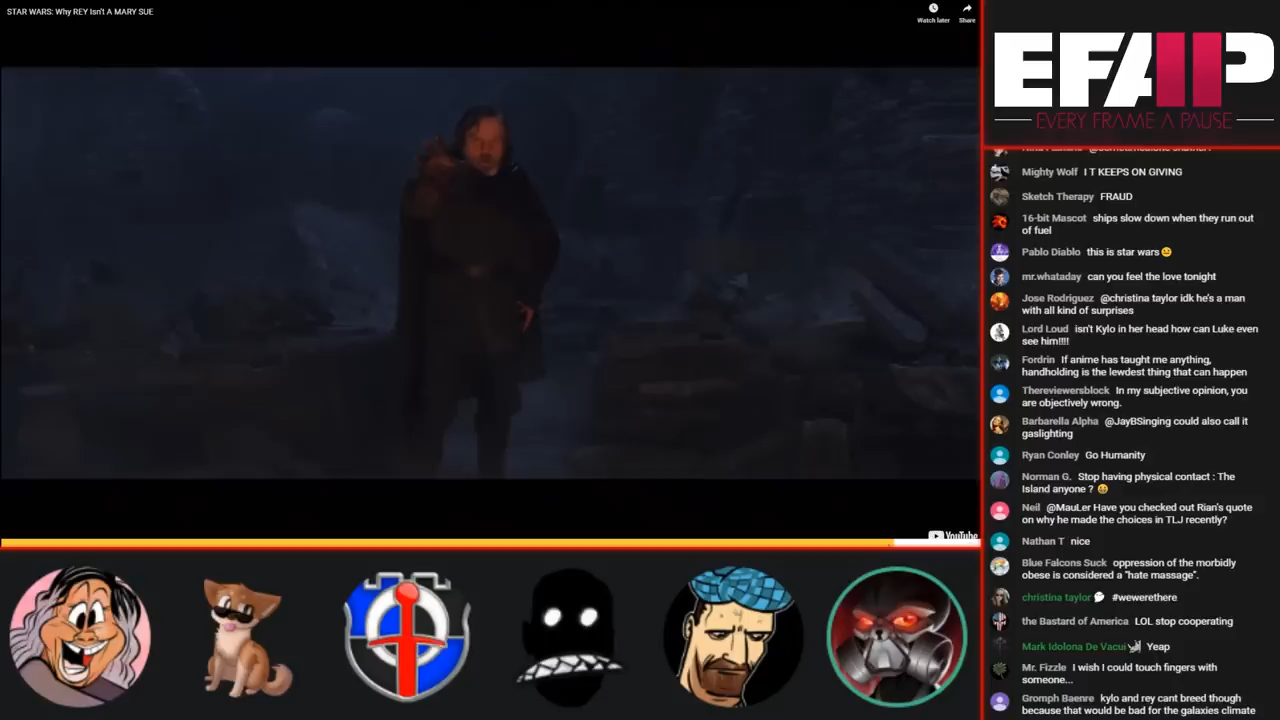 STAR WARS: Why REY Isn't A MARY SUE
Watch later
Share
YouTube
EFAP
EVERY FRAME A PAUSE
Mighty Wolf I T KEEPS ON GIVING
Sketch Therapy FRAUD
16-bit Mascot ships slow down when they run out
of fuel
Pablo Diablo this is star wars
mr.whataday can you feel the love tonight
Jose Rodriguez @christina taylor idk he's a man
with all kind of surprises
Lord Loud isn't Kylo in her head how can Luke even
see him!!!!
Fordrin If anime has taught me anything,
handholding is the lewdest thing that can happen
Thereviewersblock In my subjective opinion, you
are objectively wrong.
Barbarella Alpha @JayBSinging could also call it
gaslighting
Ryan Conley Go Humanity
Norman G. Stop having physical contact : The
Island anyone ?
Neil @MauLer Have you checked out Rian's quote
on why he made the choices in TLJ recently?
Nathan T nice
Blue Falcons Suck oppression of the morbidly
obese is considered a "hate massage".
christina taylor #wewerethere
the Bastard of America LOL stop cooperating
Mark Idolona De Vacui Yeap
Mr. Fizzle I wish I could touch fingers with
someone...
Gromph Baenre kylo and rey cant breed though
because that would be bad for the galaxies climate